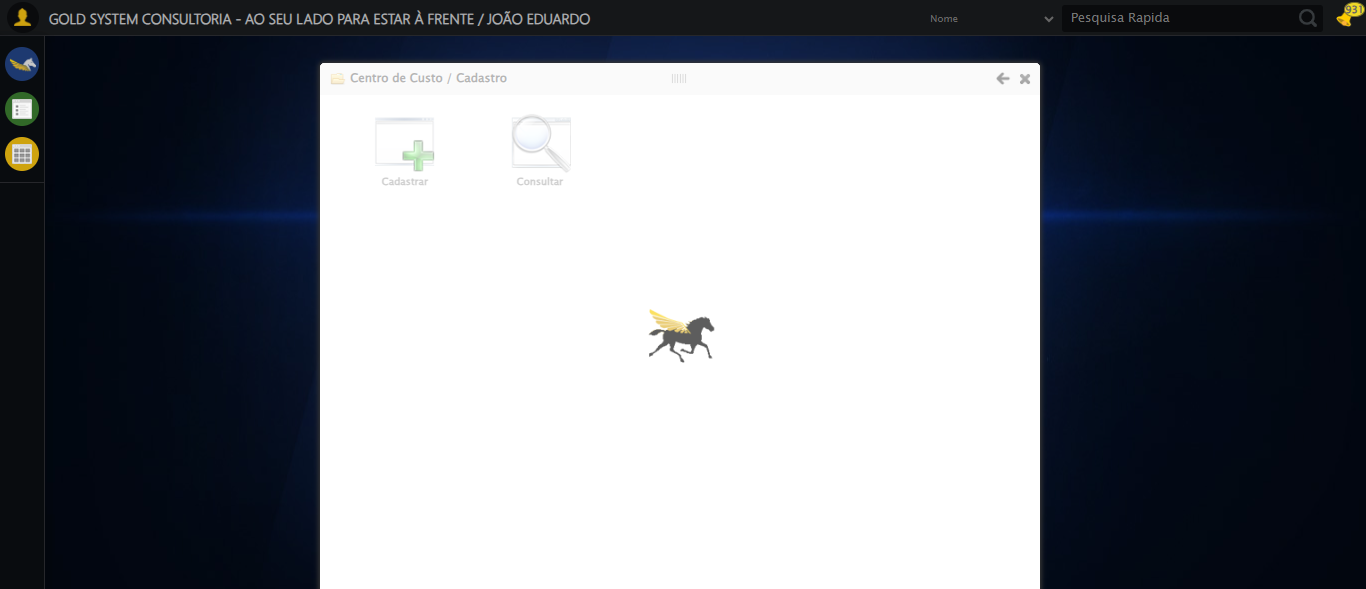 GOLD SYSTEM CONSULTORIA - AO SEU LADO PARA ESTAR À FRENTE / JOÃO EDUARDO
Nome
Pesquisa Rapida
931
Centro de Custo / Cadastro
Cadastrar
Consultar